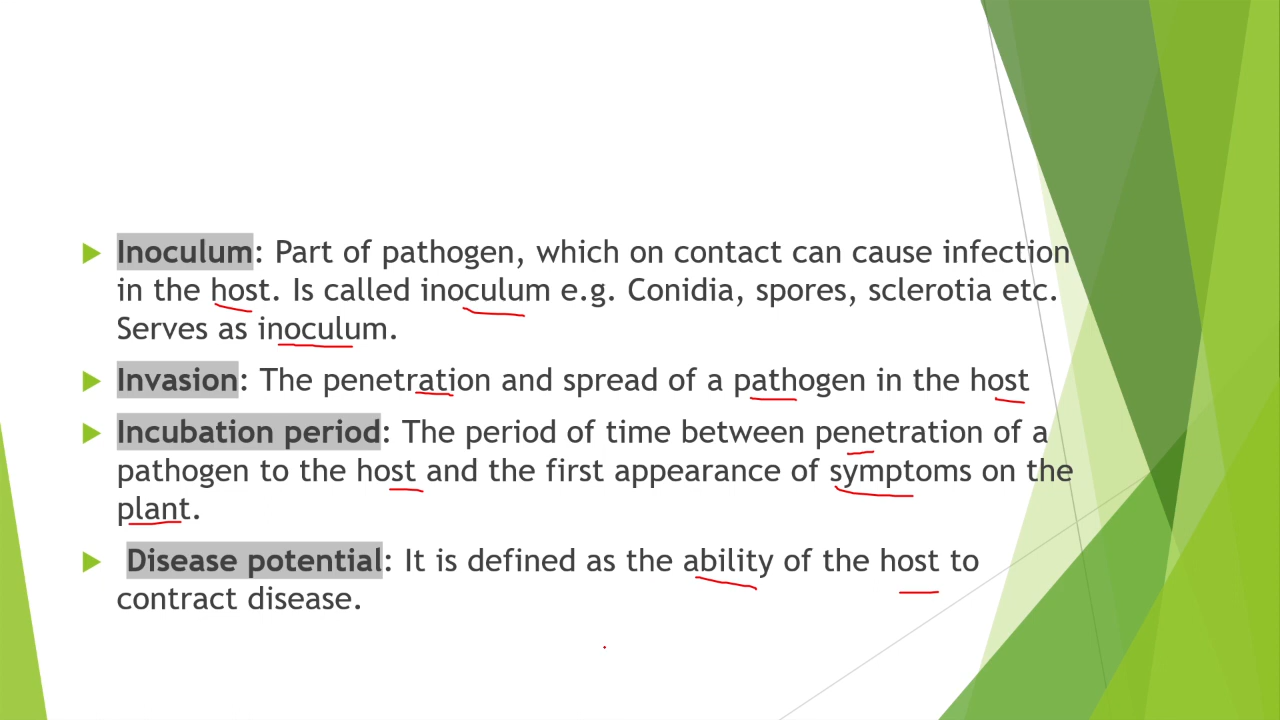 Inoculum: Part of pathogen, which on contact can cause infection
in the host. Is called inoculum e.g. Conidia, spores, sclerotia etc.
Serves as inoculum.
Invasion: The penetration and spread of a pathogen in the host
Incubation period: The period of time between penetration of a
pathogen to the host and the first appearance of symptoms on the
plant.
Disease potential: It is defined as the ability of the host to
contract disease.